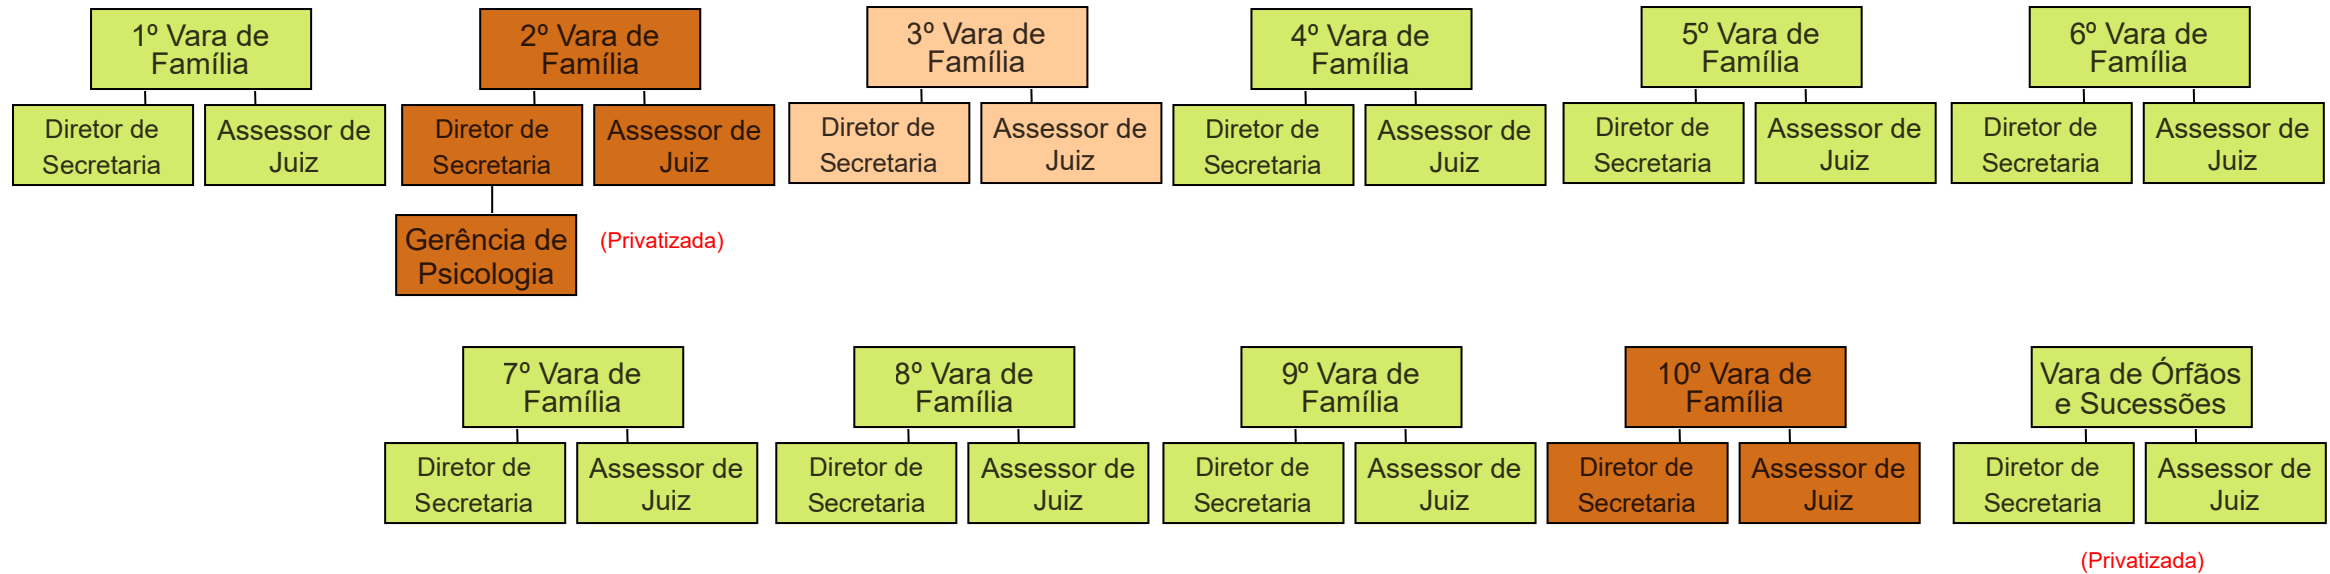 1º Vara de
Família
Diretor de
Secretaria
Assessor de
Juiz
2º Vara de
Família
Diretor de
Secretaria
Assessor de
Juiz
Gerência de
Psicologia
(Privatizada)
3º Vara de
Família
Diretor de
Secretaria
Assessor de
Juiz
4º Vara de
Família
Diretor de
Secretaria
Assessor de
Juiz
5º Vara de
Família
Diretor de
Secretaria
Assessor de
Juiz
6º Vara de
Família
Diretor de
Secretaria
Assessor de
Juiz
7º Vara de
Família
Diretor de
Secretaria
Assessor de
Juiz
8º Vara de
Família
Diretor de
Secretaria
Assessor de
Juiz
9º Vara de
Família
Diretor de
Secretaria
Assessor de
Juiz
10º Vara de
Família
Diretor de
Secretaria
Assessor de
Juiz
Vara de Órfãos
e Sucessões
Diretor de
Secretaria
Assessor de
Juiz
(Privatizada)